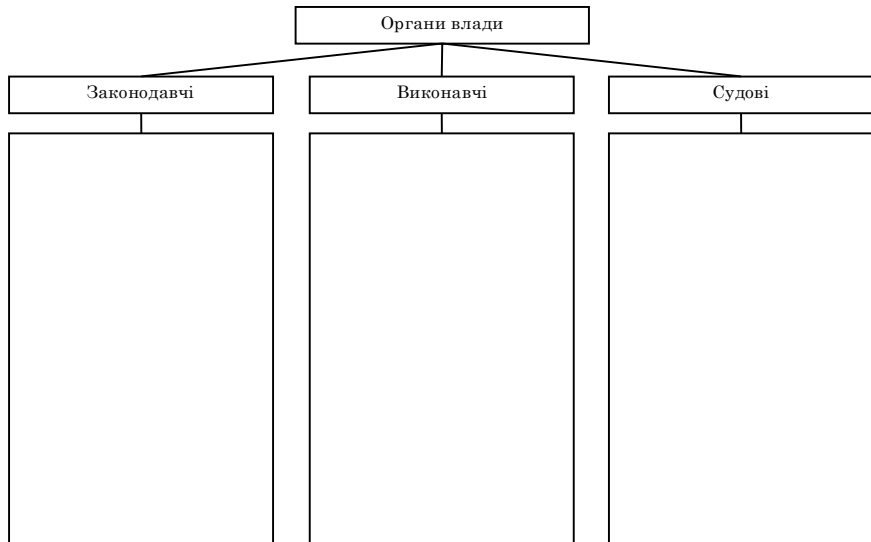 Органи влади
Законодавчі
Виконавчі
Судові